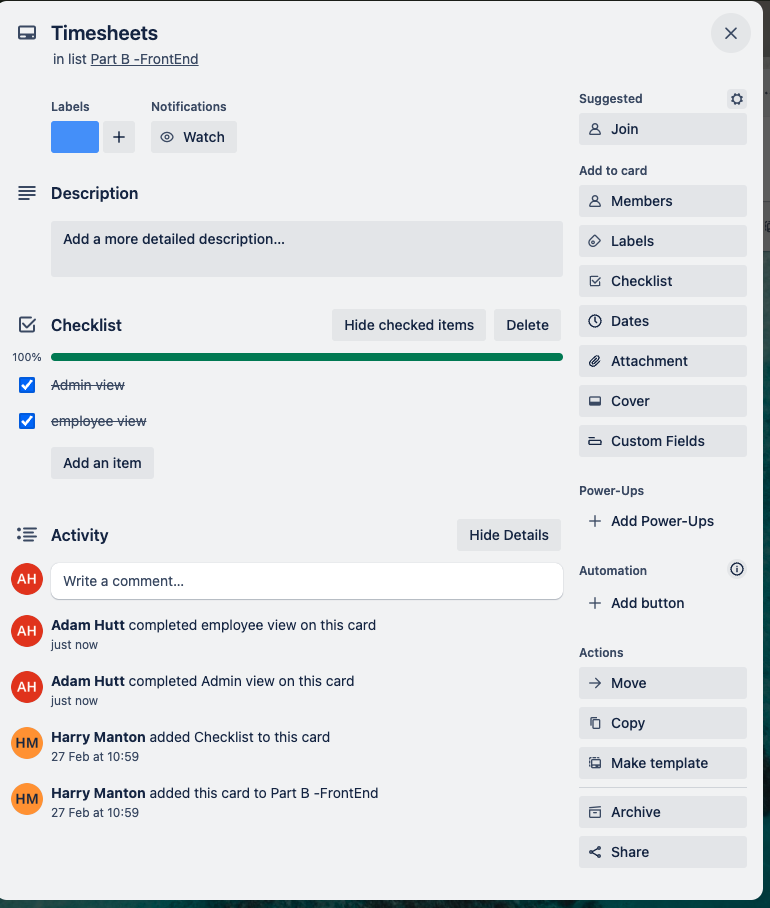 Timesheets
in list Part B -FrontEnd
Labels
Notifications
Watch
Description
Add a more detailed description...
Checklist
Hide checked items
Delete
100%
Admin view
employee view
Add an item
Activity
Hide Details
AH
Write a comment...
AH
Adam Hutt completed employee view on this card
just now
AH
Adam Hutt completed Admin view on this card
just now
HM
Harry Manton added Checklist to this card
27 Feb at 10:59
HM
Harry Manton added this card to Part B -FrontEnd
27 Feb at 10:59
Suggested
Join
Add to card
Members
Labels
Checklist
Dates
Attachment
Cover
Custom Fields
Power-Ups
Add Power-Ups
Automation
Add button
Actions
Move
Copy
Make template
Archive
Share